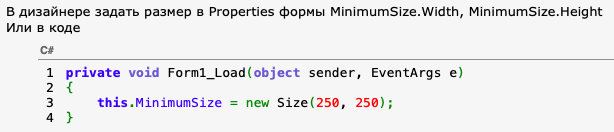 В дизайнере задать размер в Properties формы MinimumSize.Width, MinimumSize.Height
Или в коде
C#
1 private void Form1_Load(object sender, EventArgs e)
2 {
3     this.MinimumSize = new Size(250, 250);
4 }